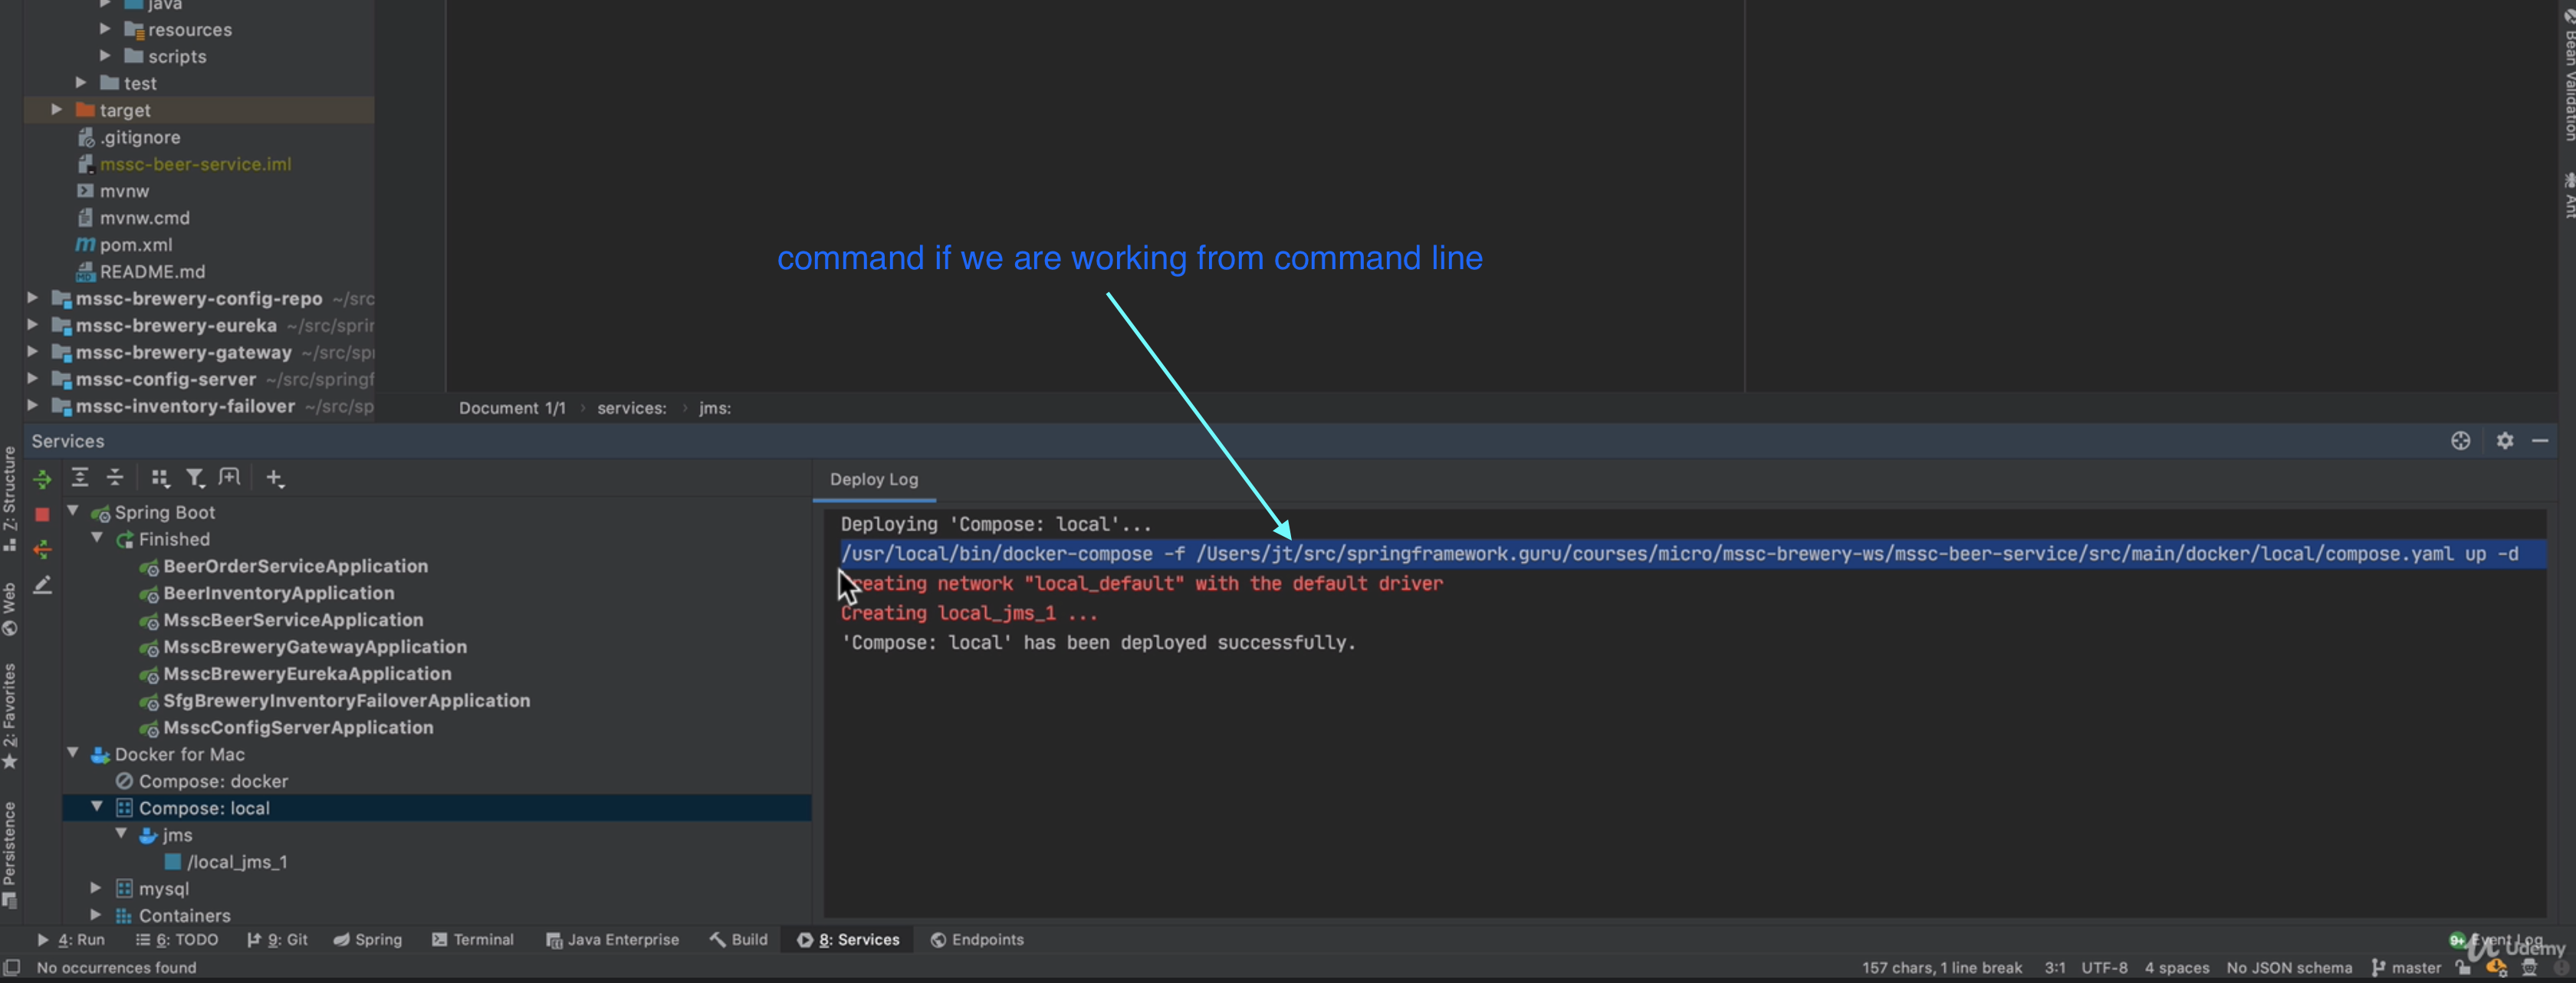 java
resources
scripts
test
target
.gitignore
mssc-beer-service.iml
mvnw
mvnw.cmd
pom.xml
README.md
mssc-brewery-config-repo ~/src
mssc-brewery-eureka ~/src/sprin
mssc-brewery-gateway ~/src/sp
mssc-config-server ~/src/springf
mssc-inventory-failover ~/src/sp
command if we are working from command line
Document 1/1 › services: › jms:
Bean Validation
Ant
Services
Z: Structure
Web
2: Favorites
Persistence
Spring Boot
Finished
BeerOrderServiceApplication
BeerInventoryApplication
MsscBeerServiceApplication
MsscBreweryGatewayApplication
MsscBreweryEurekaApplication
SfgBreweryInventoryFailoverApplication
MsscConfigServerApplication
Docker for Mac
Compose: docker
Compose: local
jms
/local_jms_1
mysql
Containers
Deploy Log
Deploying 'Compose: local'...
/usr/local/bin/docker-compose -f /Users/jt/src/springframework.guru/courses/micro/mssc-brewery-ws/mssc-beer-service/src/main/docker/local/compose.yaml up -d
reating network "local_default" with the default driver
Creating local_jms_1 ...
'Compose: local' has been deployed successfully.
4: Run 6: TODO 9: Git Spring Terminal Java Enterprise Build 8: Services Endpoints 9+ Event Log
Udemy
No occurrences found 157 chars, 1 line break 3:1 UTF-8 4 spaces No JSON schema master